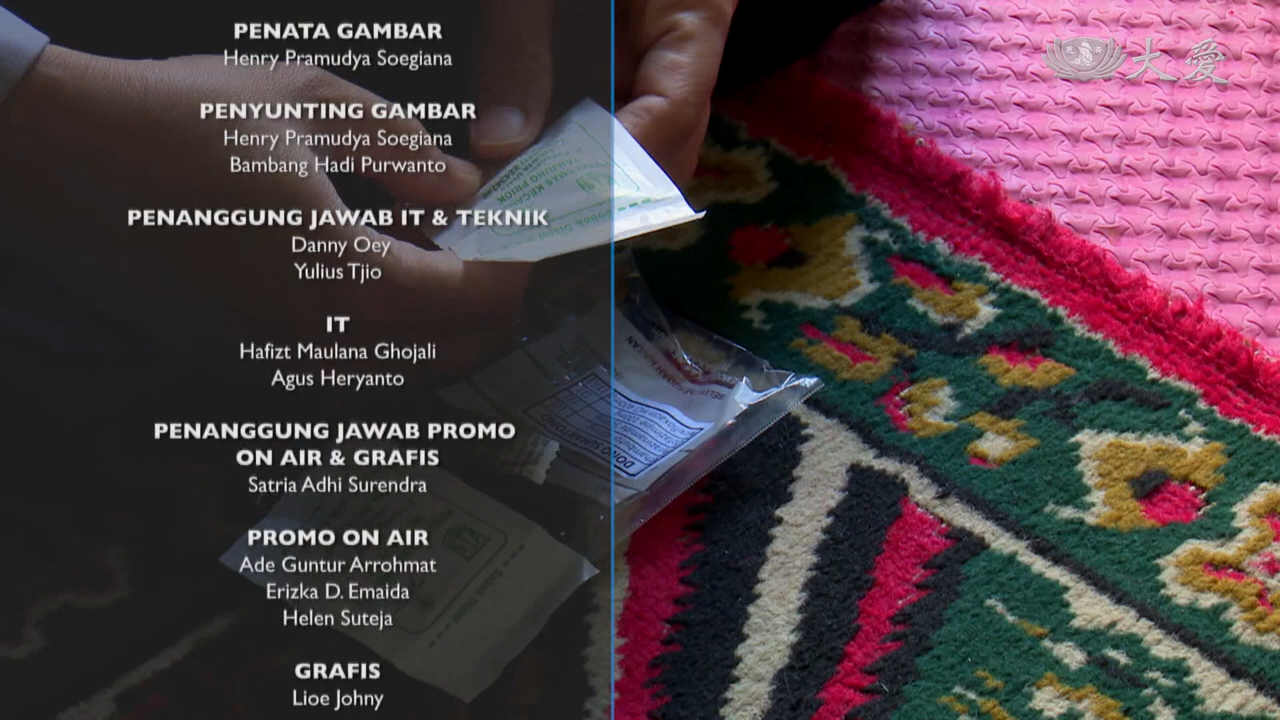 PENATA GAMBAR
Henry Pramudya Soegiana
PENYUNTING GAMBAR
Henry Pramudya Soegiana
Bambang Hadi Purwanto
PENANGGUNG JAWAB IT & TEKNIK
Danny Oey
Yulius Tjio
IT
Hafizt Maulana Ghojali
Agus Heryanto
PENANGGUNG JAWAB PROMO
ON AIR & GRAFIS
Satria Adhi Surendra
PROMO ON AIR
Ade Guntur Arrohmat
Erizka D. Emaida
Helen Suteja
GRAFIS
Lioe Johny
大愛